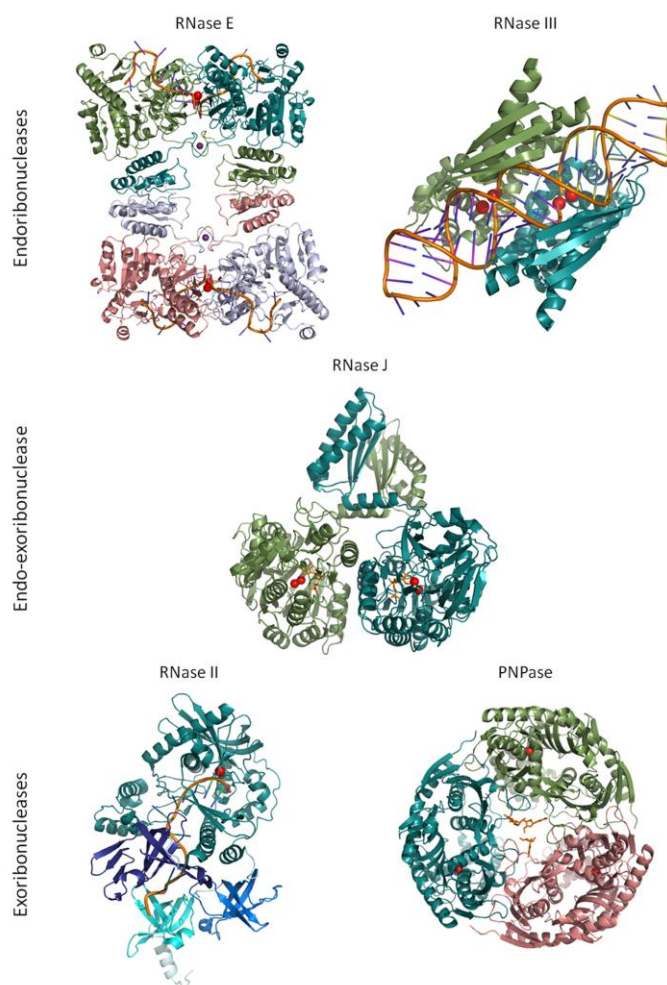 RNase E
RNase III
Endoribonucleases
RNase J
Endo-exoribonuclease
RNase II
PNPase
Exoribonucleases